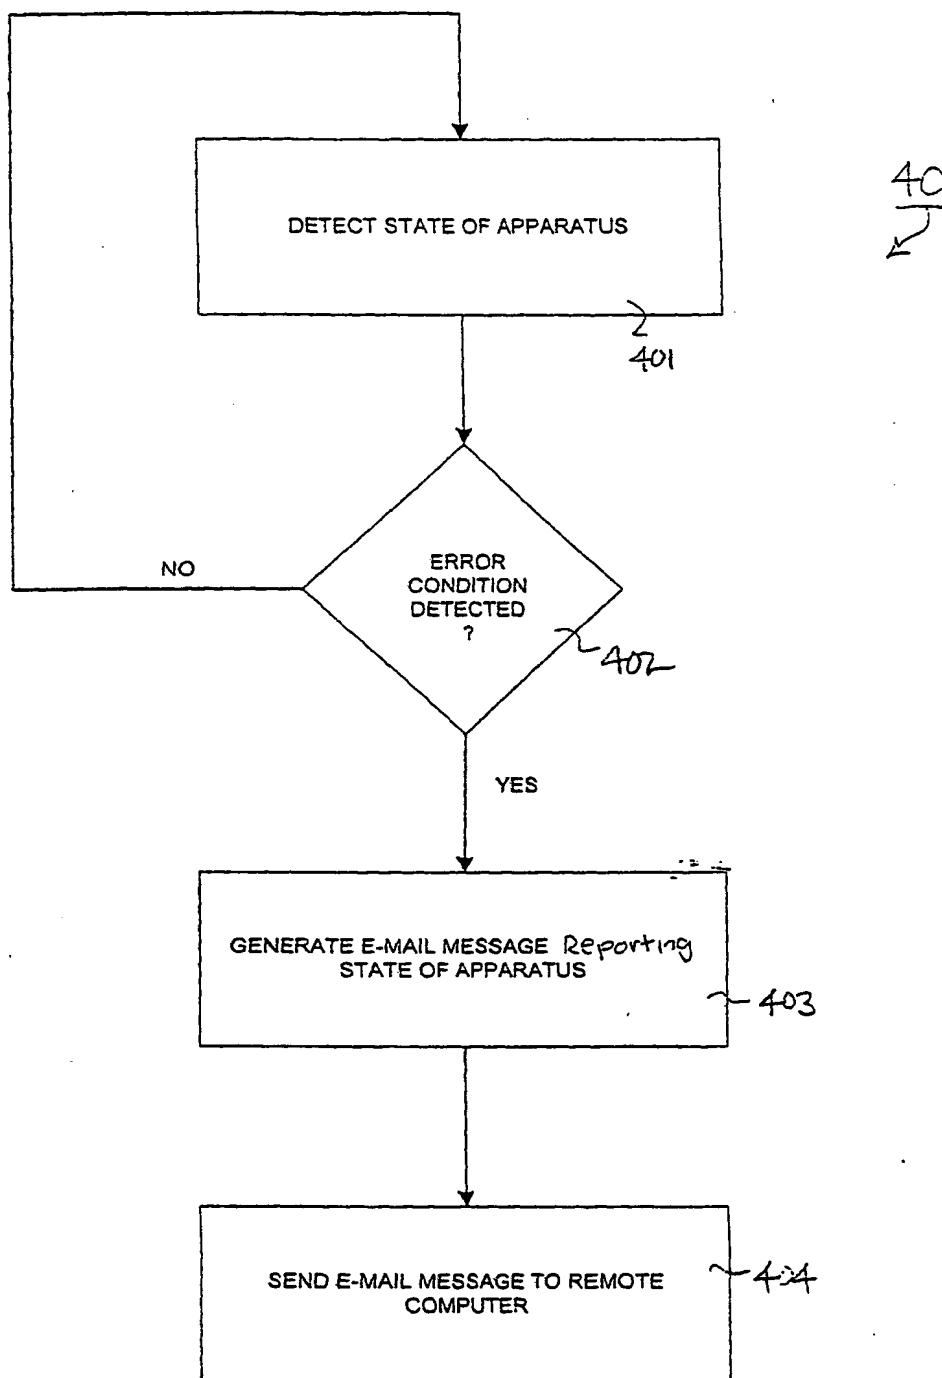 DETECT STATE OF APPARATUS
40
401
ERROR
CONDITION
DETECTED
?
402
NO
YES
GENERATE E-MAIL MESSAGE Reporting
STATE OF APPARATUS
403
SEND E-MAIL MESSAGE TO REMOTE
COMPUTER
404